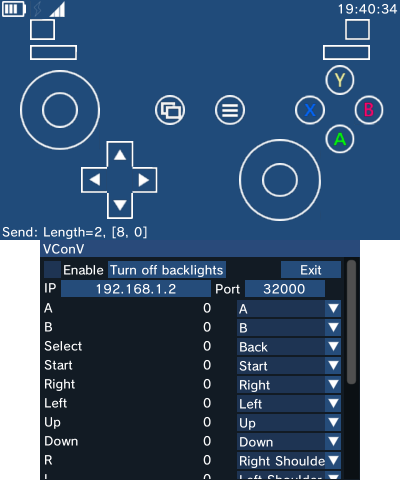 19:40:34
Y
X
B
A
Send: Length=2, [8, 0]
VConV
Enable Turn off backlights Exit
IP 192.168.1.2 Port 32000
A 0 A
B 0 B
Select 0 Back
Start 0 Start
Right 0 Right
Left 0 Left
Up 0 Up
Down 0 Down
R 0 Right Shoulde
L 0 Left Shoulder